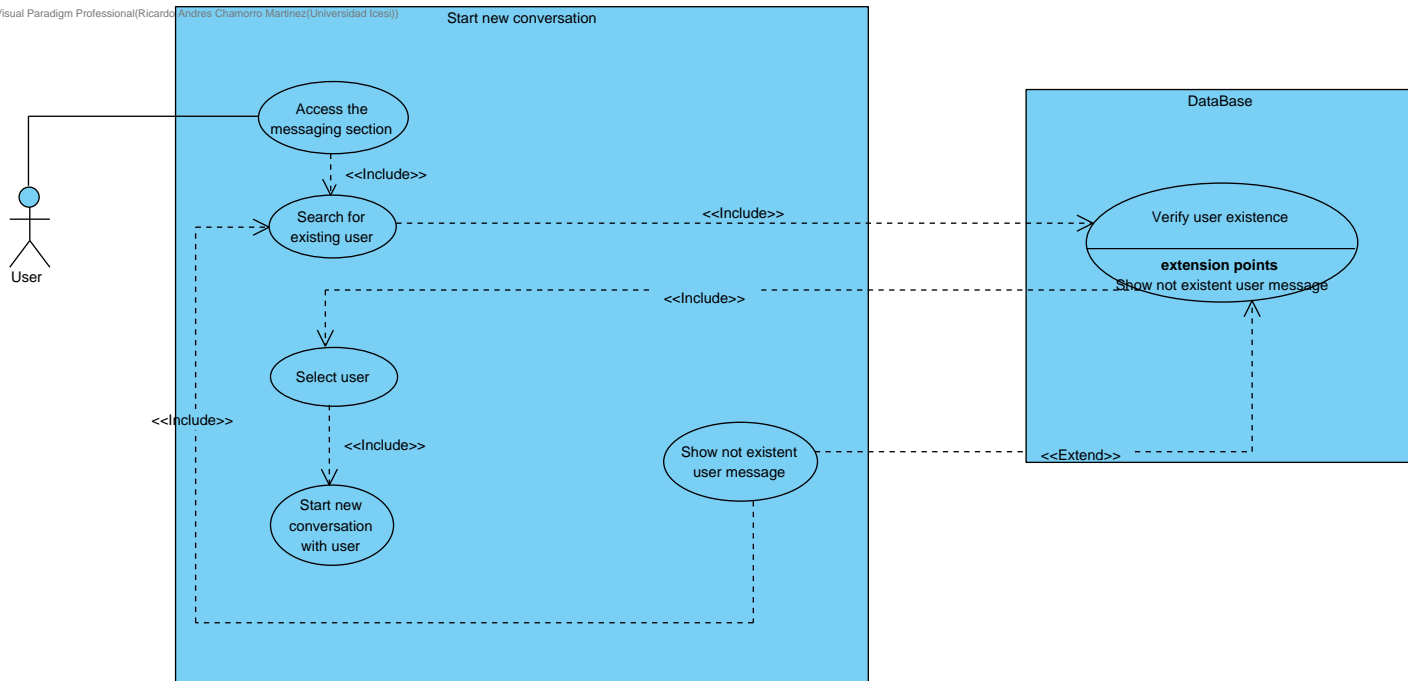 Visual Paradigm Professional(Ricardo Andres Chamorro Martinez(Universidad Icesi))
Start new conversation
DataBase
Access the
messaging section
<<Include>>
Search for
existing user
<<Include>>
Verify user existence
extension points
Show not existent user message
User
<<Include>>
Select user
<<Include>>
<<Include>>
Show not existent
user message
<<Extend>>
Start new
conversation
with user